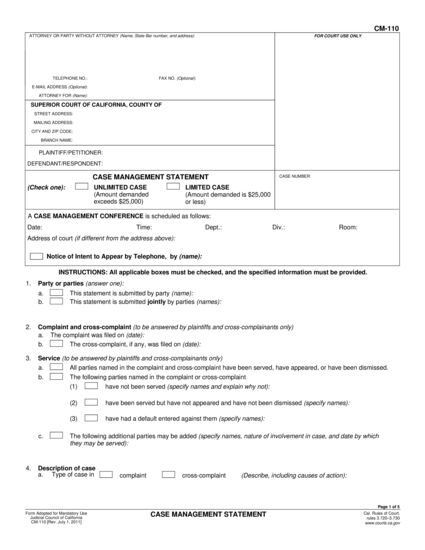 CM-110
ATTORNEY OR PARTY WITHOUT ATTORNEY (Name, State Bar number, and address):
FOR COURT USE ONLY
TELEPHONE NO.: FAX NO. (Optional):
E-MAIL ADDRESS (Optional):
ATTORNEY FOR (Name):
SUPERIOR COURT OF CALIFORNIA, COUNTY OF
STREET ADDRESS:
MAILING ADDRESS:
CITY AND ZIP CODE:
BRANCH NAME:
PLAINTIFF/PETITIONER:
DEFENDANT/RESPONDENT:
CASE MANAGEMENT STATEMENT
CASE NUMBER:
(Check one): UNLIMITED CASE LIMITED CASE
(Amount demanded (Amount demanded is $25,000
exceeds $25,000) or less)
A CASE MANAGEMENT CONFERENCE is scheduled as follows:
Date: Time: Dept.: Div.: Room:
Address of court (if different from the address above):
Notice of Intent to Appear by Telephone, by (name):
INSTRUCTIONS: All applicable boxes must be checked, and the specified information must be provided.
1. Party or parties (answer one):
a. This statement is submitted by party (name):
b. This statement is submitted jointly by parties (names):
2. Complaint and cross-complaint (to be answered by plaintiffs and cross-complainants only)
a. The complaint was filed on (date):
b. The cross-complaint, if any, was filed on (date):
3. Service (to be answered by plaintiffs and cross-complainants only)
a. All parties named in the complaint and cross-complaint have been served, have appeared, or have been dismissed.
b. The following parties named in the complaint or cross-complaint
(1) have not been served (specify names and explain why not):
(2) have been served but have not appeared and have not been dismissed (specify names):
(3) have had a default entered against them (specify names):
c. The following additional parties may be added (specify names, nature of involvement in case, and date by which
they may be served):
4. Description of case
a. Type of case in complaint cross-complaint (Describe, including causes of action):
Page 1 of 5
Form Adopted for Mandatory Use
Judicial Council of California
CM-110 [Rev. July 1, 2011]
CASE MANAGEMENT STATEMENT
Cal. Rules of Court,
rules 3.720–3.730
www.courts.ca.gov